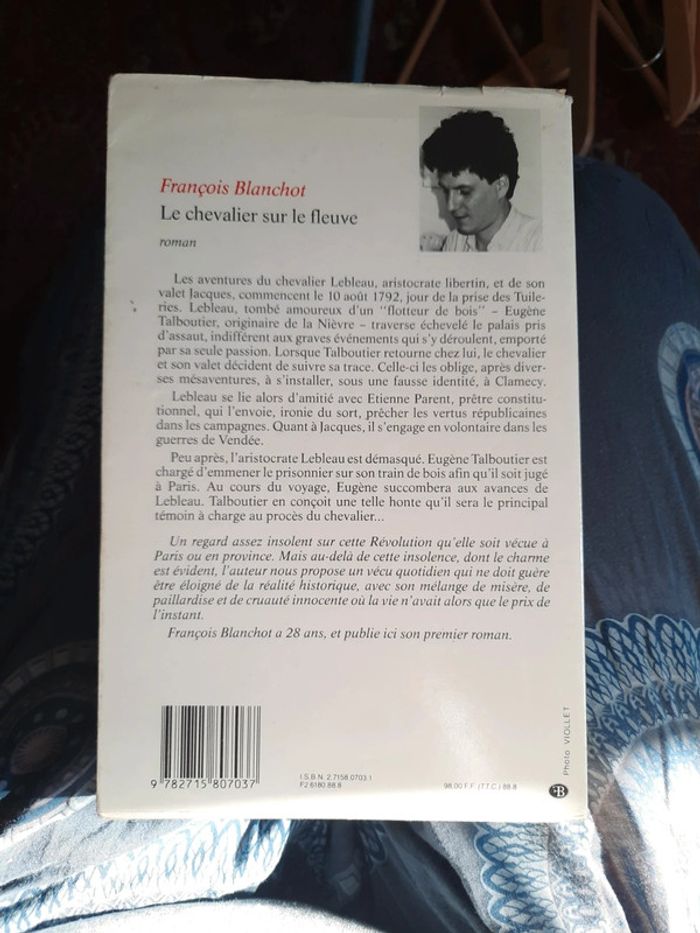 François Blanchot
Le chevalier sur le fleuve
roman
Les aventures du chevalier Lebleau, aristocrate libertin, et de son
valet Jacques, commencent le 10 août 1792, jour de la prise des Tuile-
ries. Lebleau, tombé amoureux d'un "flotteur de bois" – Eugène
Talboutier, originaire de la Nièvre – traverse échevelé le palais pris
d'assaut, indifférent aux graves événements qui s'y déroulent, emporté
par sa seule passion. Lorsque Talboutier retourne chez lui, le chevalier
et son valet décident de suivre sa trace. Celle-ci les oblige, après diver-
ses mésaventures, à s'installer, sous une fausse identité, à Clamecy.
Lebleau se lie alors d'amitié avec Etienne Parent, prêtre constitu-
tionnel, qui l'envoie, ironie du sort, prêcher les vertus républicaines
dans les campagnes. Quant à Jacques, il s'engage en volontaire dans les
guerres de Vendée.
Peu après, l'aristocrate Lebleau est démasqué. Eugène Talboutier est
chargé d'emmener le prisonnier sur son train de bois afin qu'il soit jugé
à Paris. Au cours du voyage, Eugène succombera aux avances de
Lebleau. Talboutier en conçoit une telle honte qu'il sera le principal
témoin à charge au procès du chevalier...
Un regard assez insolent sur cette Révolution qu'elle soit vécue à
Paris ou en province. Mais au-delà de cette insolence, dont le charme
est évident, l'auteur nous propose un vécu quotidien qui ne doit guère
être éloigné de la réalité historique, avec son mélange de misère, de
paillardise et de cruauté innocente où la vie n'avait alors que le prix de
l'instant.
François Blanchot a 28 ans, et publie ici son premier roman.
9 782715 807037
I.S.B.N. 2.7158.0703.1
F2 6180.88.8
98,00 F.F. (T.T.C.) 88.8
B
Photo VIOLLET